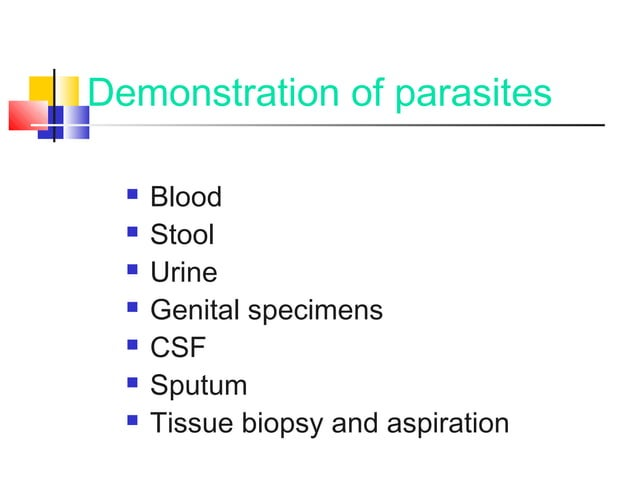 Demonstration of parasites
Blood
Stool
Urine
Genital specimens
CSF
Sputum
Tissue biopsy and aspiration